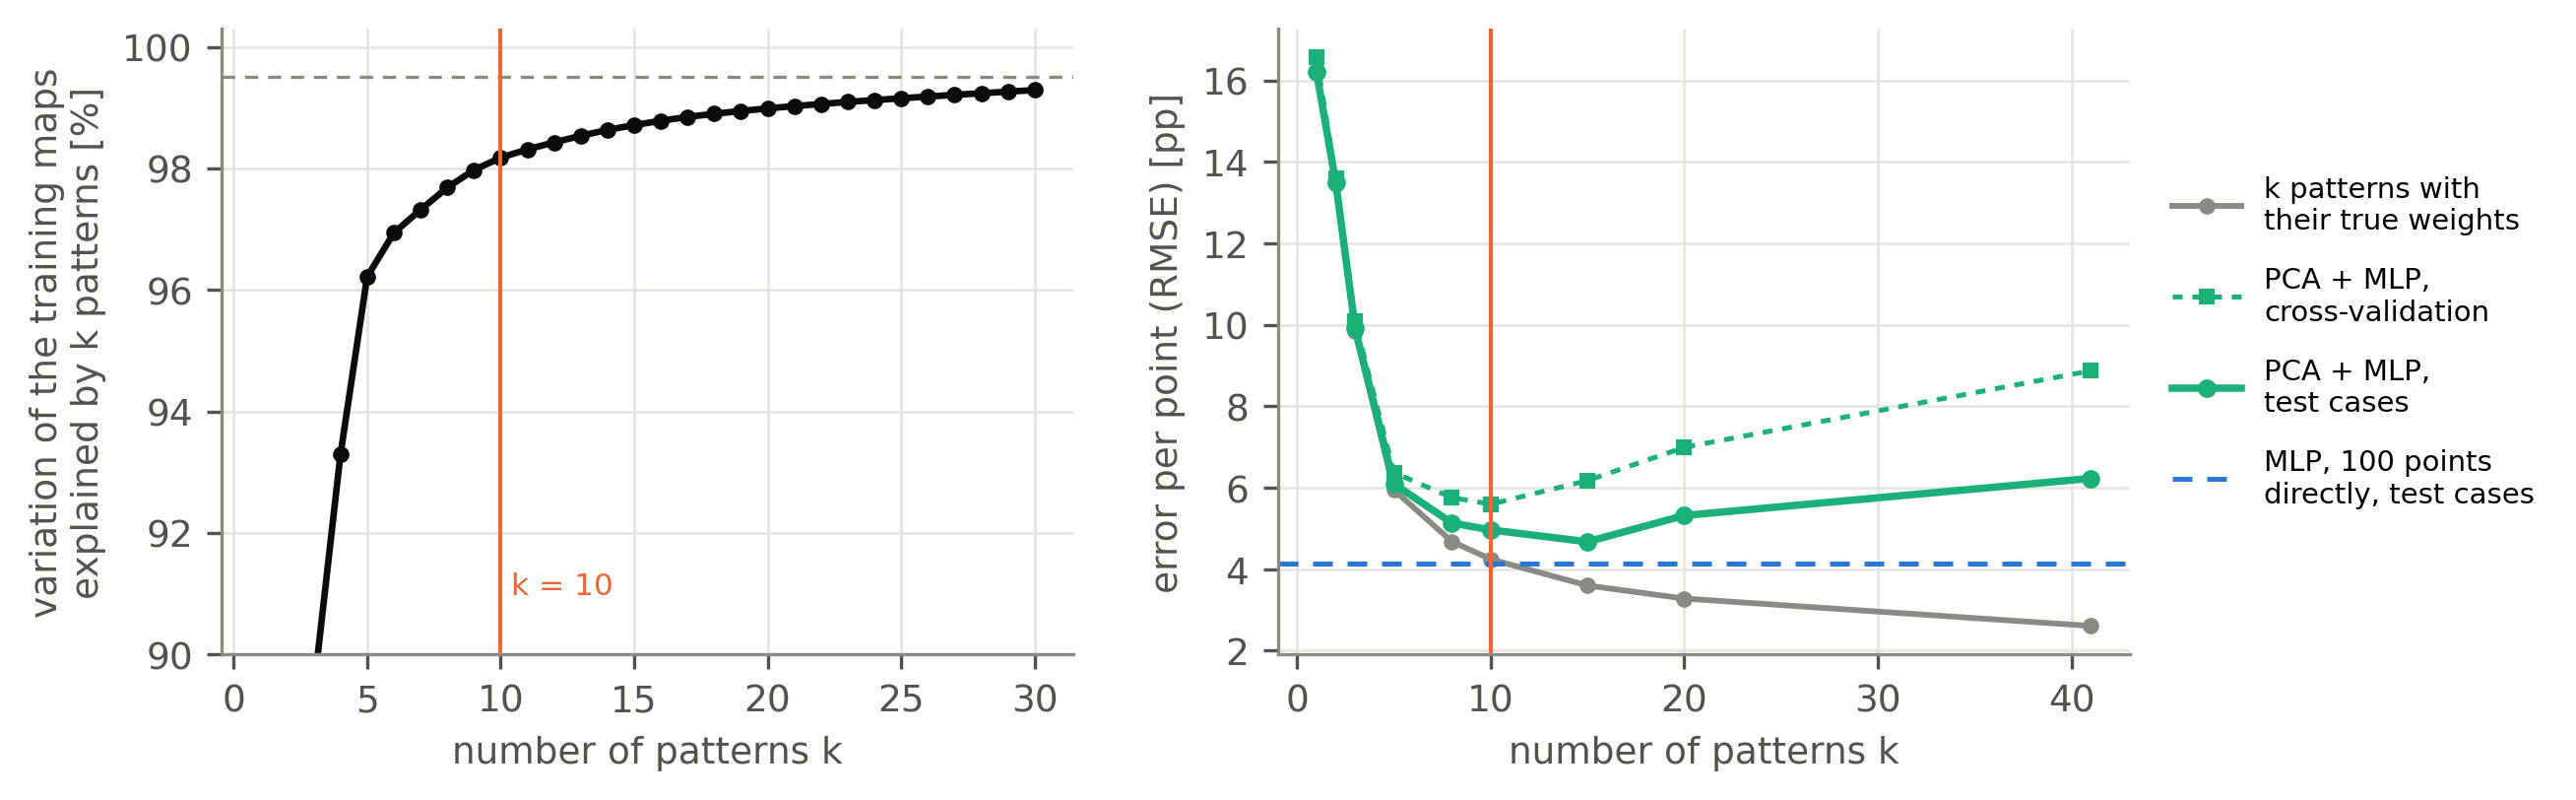 variation of the training maps
explained by k patterns [%]
100
98
96
94
92
90
k = 10
0 5 10 15 20 25 30
number of patterns k
error per point (RMSE) [pp]
16
14
12
10
8
6
4
2
0 10 20 30 40
number of patterns k
k patterns with
their true weights
PCA + MLP,
cross-validation
PCA + MLP,
test cases
MLP, 100 points
directly, test cases